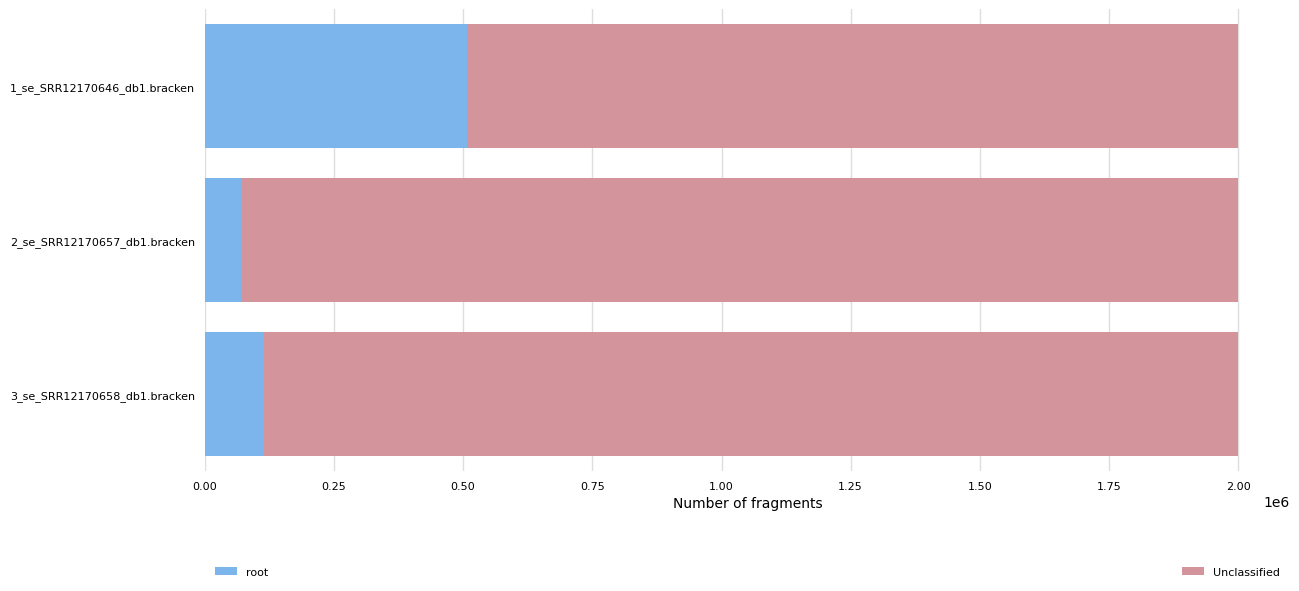 1_se_SRR12170646_db1.bracken
2_se_SRR12170657_db1.bracken
3_se_SRR12170658_db1.bracken
0.00 0.25 0.50 0.75 1.00 1.25 1.50 1.75 2.00
Number of fragments
1e6
root
Unclassified